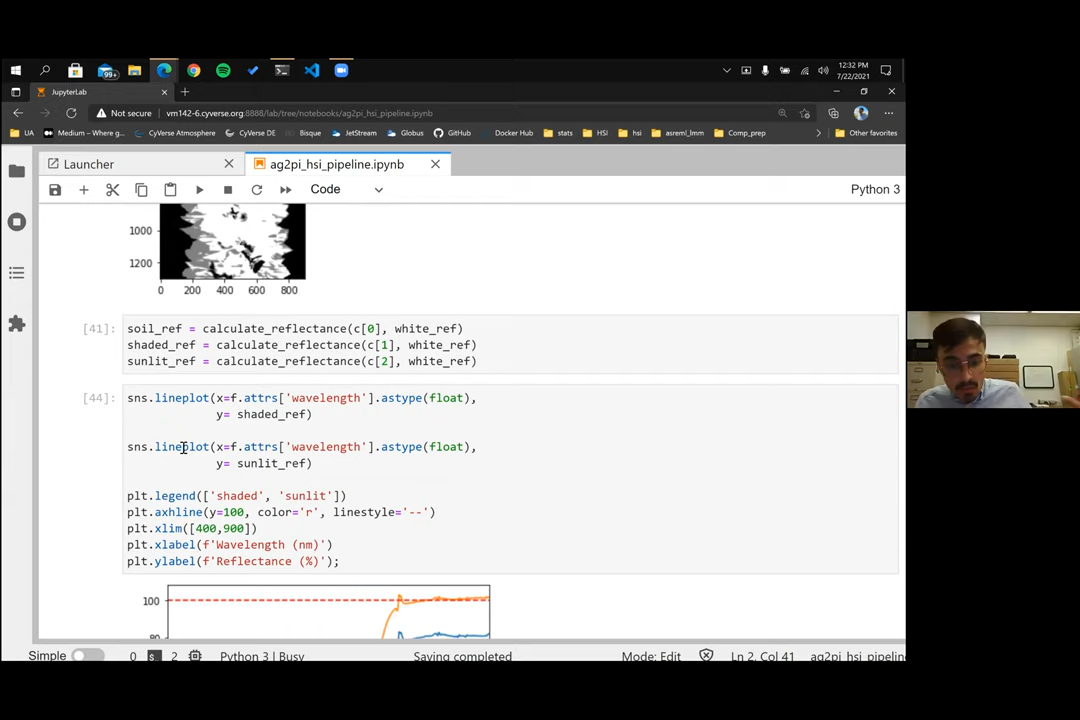 99+
12:32 PM
7/22/2021
JupyterLab
Not secure
vm142-6.cyverse.org:8888/lab/tree/notebooks/ag2pi_hsi_pipeline.ipynb
UA
Medium – Where g...
CyVerse Atmosphere
CyVerse DE
Bisque
JetStream
Globus
GitHub
Docker Hub
stats
HSI
hsi
asreml_lmm
Comp_prep
Other favorites
Launcher
ag2pi_hsi_pipeline.ipynb
Code
Python 3
1000
1200
0 200 400 600 800
[41]:
soil_ref = calculate_reflectance(c[0], white_ref)
shaded_ref = calculate_reflectance(c[1], white_ref)
sunlit_ref = calculate_reflectance(c[2], white_ref)
[44]:
sns.lineplot(x=f.attrs['wavelength'].astype(float),
y= shaded_ref)
sns.lineplot(x=f.attrs['wavelength'].astype(float),
y= sunlit_ref)
plt.legend(['shaded', 'sunlit'])
plt.axhline(y=100, color='r', linestyle='--')
plt.xlim([400,900])
plt.xlabel(f'Wavelength (nm)')
plt.ylabel(f'Reflectance (%)');
100
80
Simple
0
2
Python 3 | Busy
Saving completed
Mode: Edit
Ln 2, Col 41
ag2pi_hsi_pipelin